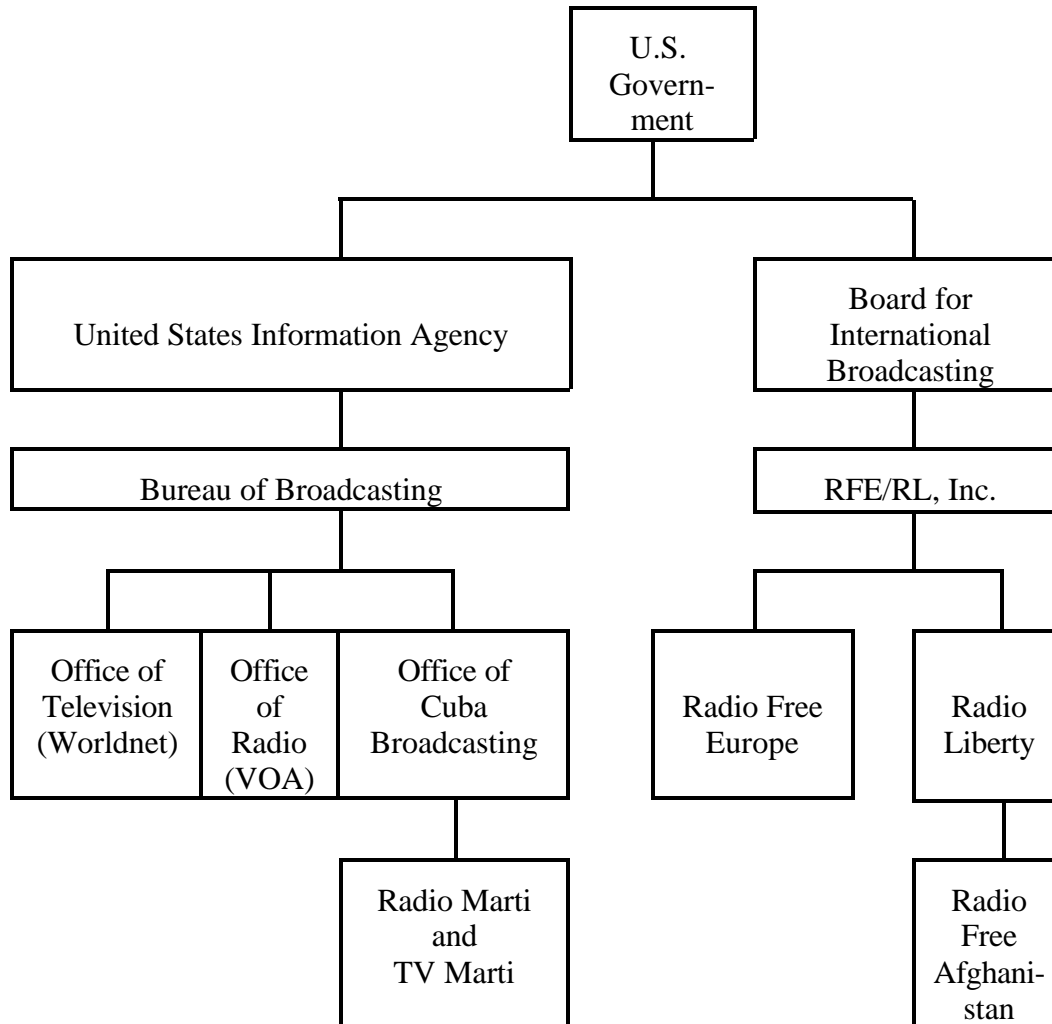 U.S.
Govern-
ment
United States Information Agency
Board for
International
Broadcasting
Bureau of Broadcasting
RFE/RL, Inc.
Office of
Television
(Worldnet)
Office
of
Radio
(VOA)
Office of
Cuba
Broadcasting
Radio Free
Europe
Radio
Liberty
Radio Marti
and
TV Marti
Radio
Free
Afghani-
stan